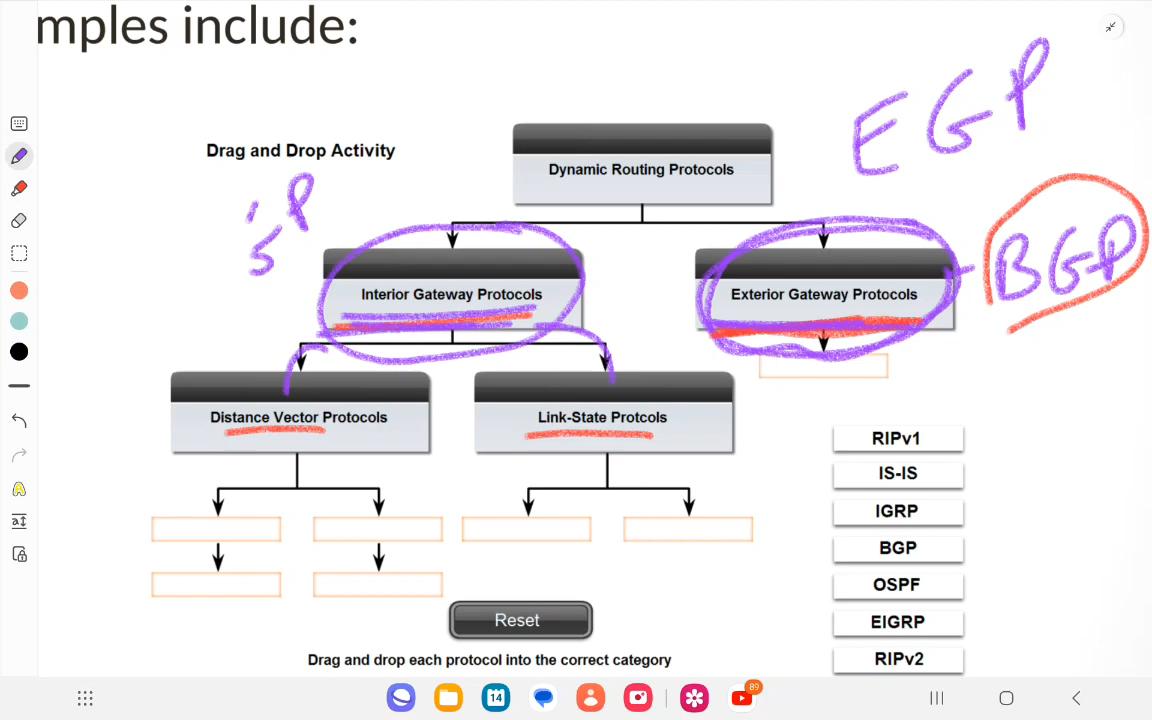 mples include:
EGP
Drag and Drop Activity
Dynamic Routing Protocols
BGP
Interior Gateway Protocols
Exterior Gateway Protocols
Distance Vector Protocols
Link-State Protcols
RIPv1
IS-IS
IGRP
BGP
OSPF
EIGRP
RIPv2
Reset
Drag and drop each protocol into the correct category
14
89